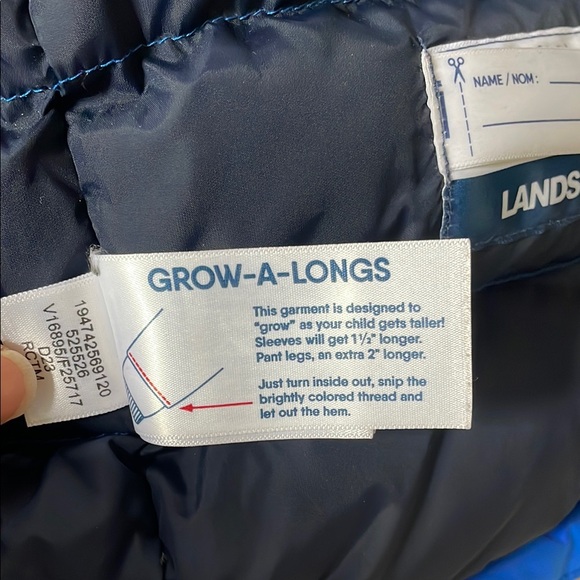 NAME / NOM :
LANDS
GROW-A-LONGS
This garment is designed to
"grow" as your child gets taller!
Sleeves will get 1½" longer.
Pant legs, an extra 2" longer.
Just turn inside out, snip the
brightly colored thread and
let out the hem.
194742569120
525526
V16895/F25717
D23
RCTM